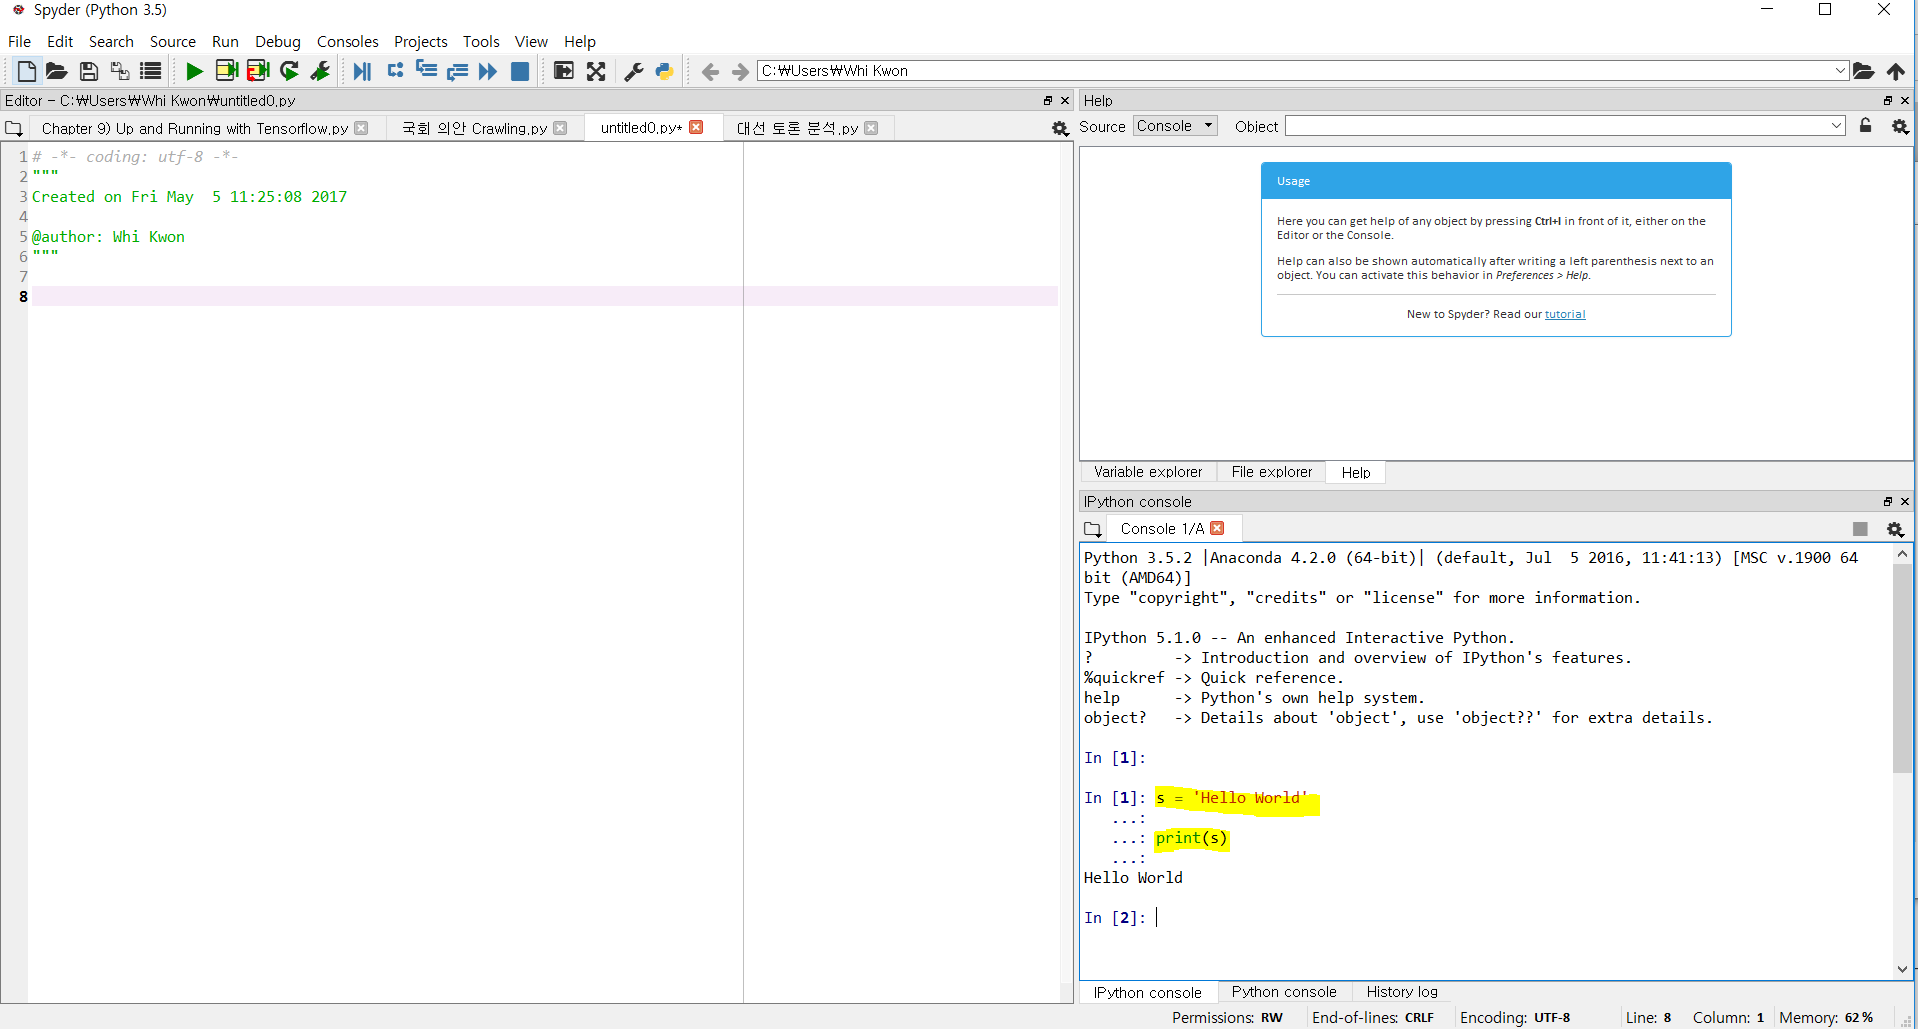 Spyder (Python 3.5)
File Edit Search Source Run Debug Consoles Projects Tools View Help
C:₩Users₩Whi Kwon
Editor - C:₩Users₩Whi Kwon₩untitled0.py
Chapter 9) Up and Running with Tensorflow.py 국회 의안 Crawling.py untitled0.py* 대선 토론 분석.py
1 # -*- coding: utf-8 -*-
2 """
3 Created on Fri May  5 11:25:08 2017
4
5 @author: Whi Kwon
6 """
7
8
Help
Source Console Object
Usage
Here you can get help of any object by pressing Ctrl+I in front of it, either on the
Editor or the Console.
Help can also be shown automatically after writing a left parenthesis next to an
object. You can activate this behavior in Preferences > Help.
New to Spyder? Read our tutorial
Variable explorer File explorer Help
IPython console
Console 1/A
Python 3.5.2 |Anaconda 4.2.0 (64-bit)| (default, Jul  5 2016, 11:41:13) [MSC v.1900 64
bit (AMD64)]
Type "copyright", "credits" or "license" for more information.
IPython 5.1.0 -- An enhanced Interactive Python.
?         -> Introduction and overview of IPython's features.
%quickref -> Quick reference.
help      -> Python's own help system.
object?   -> Details about 'object', use 'object??' for extra details.
In [1]:
In [1]: s = 'Hello World'
...:
...: print(s)
...:
Hello World
In [2]:
IPython console Python console History log
Permissions: RW End-of-lines: CRLF Encoding: UTF-8 Line: 8 Column: 1 Memory: 62 %